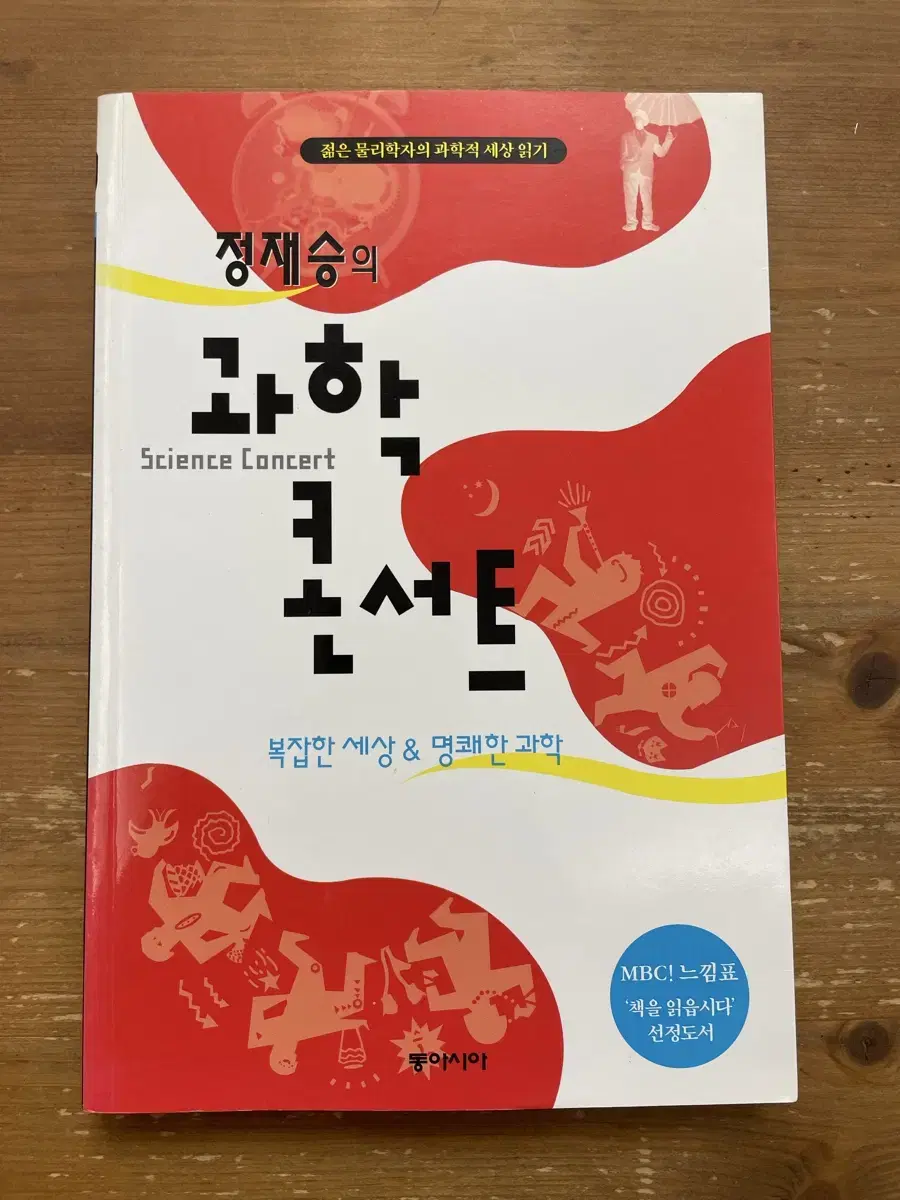 젊은 물리학자의 과학적 세상 읽기
정재승의
과학
Science Concert
콘서트
복잡한 세상 & 명쾌한 과학
MBC! 느낌표
‘책을 읽읍시다’
선정도서
동아시아